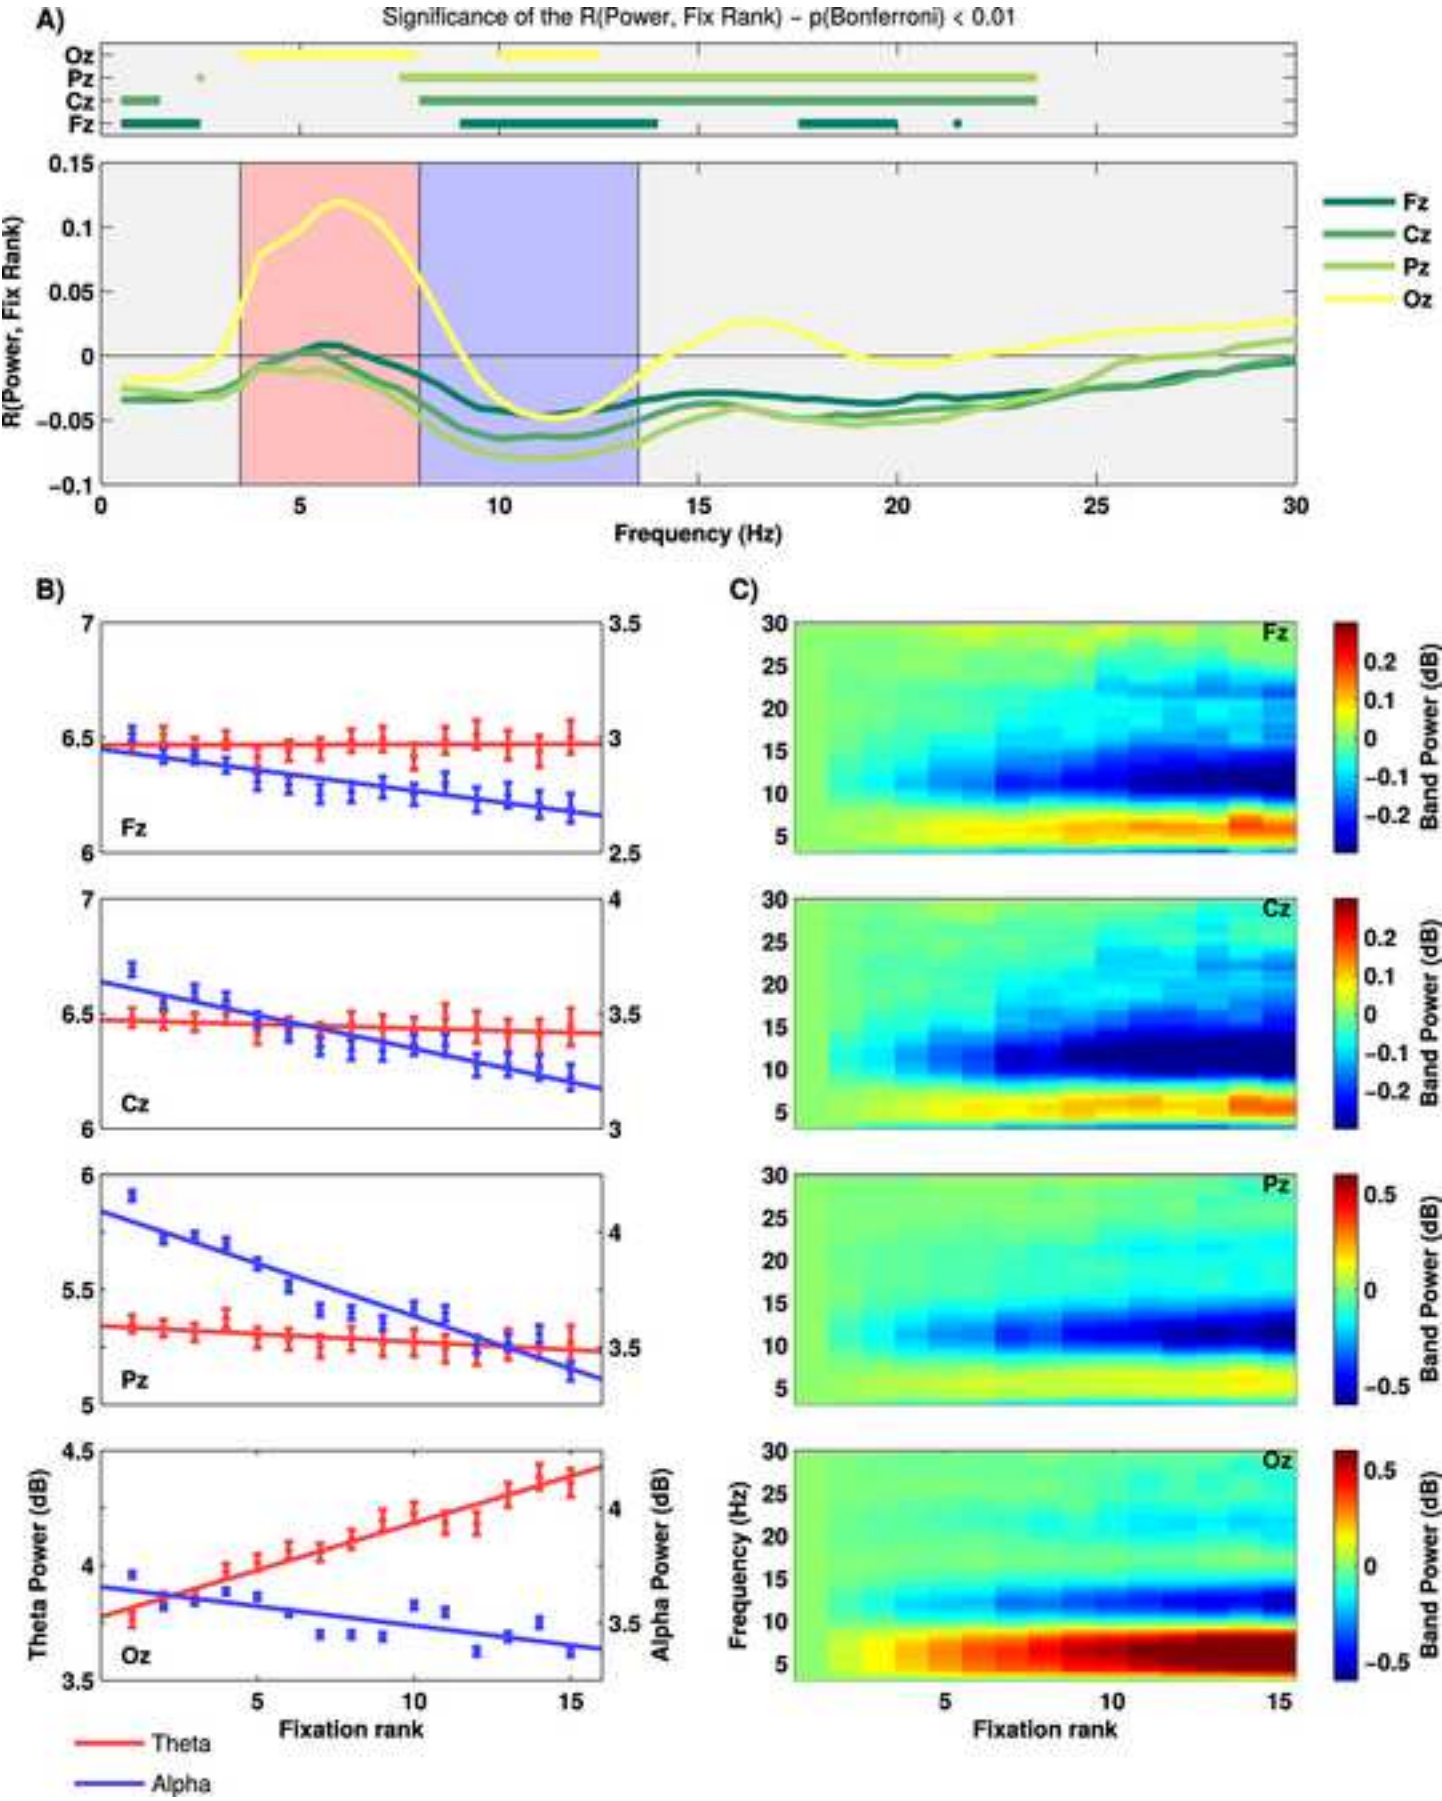 A)
Significance of the R(Power, Fix Rank) − p(Bonferroni) < 0.01
Oz
Pz
Cz
Fz
0.15
0.1
0.05
0
−0.05
−0.1
R(Power, Fix Rank)
0 5 10 15 20 25 30
Frequency (Hz)
Fz
Cz
Pz
Oz
B)
7 3.5
6.5 3
6 2.5
Fz
7 4
6.5 3.5
6 3
Cz
6
4
5.5
3.5
5
Pz
4.5
4
4
3.5
3.5
Oz
Theta Power (dB)
Alpha Power (dB)
5 10 15
Fixation rank
Theta
Alpha
C)
30
25
20
15
10
5
Fz
0.2
0.1
0
−0.1
−0.2
Band Power (dB)
30
25
20
15
10
5
Cz
0.2
0.1
0
−0.1
−0.2
Band Power (dB)
30
25
20
15
10
5
Pz
0.5
0
−0.5
Band Power (dB)
30
25
20
15
10
5
Oz
0.5
0
−0.5
Band Power (dB)
Frequency (Hz)
5 10 15
Fixation rank